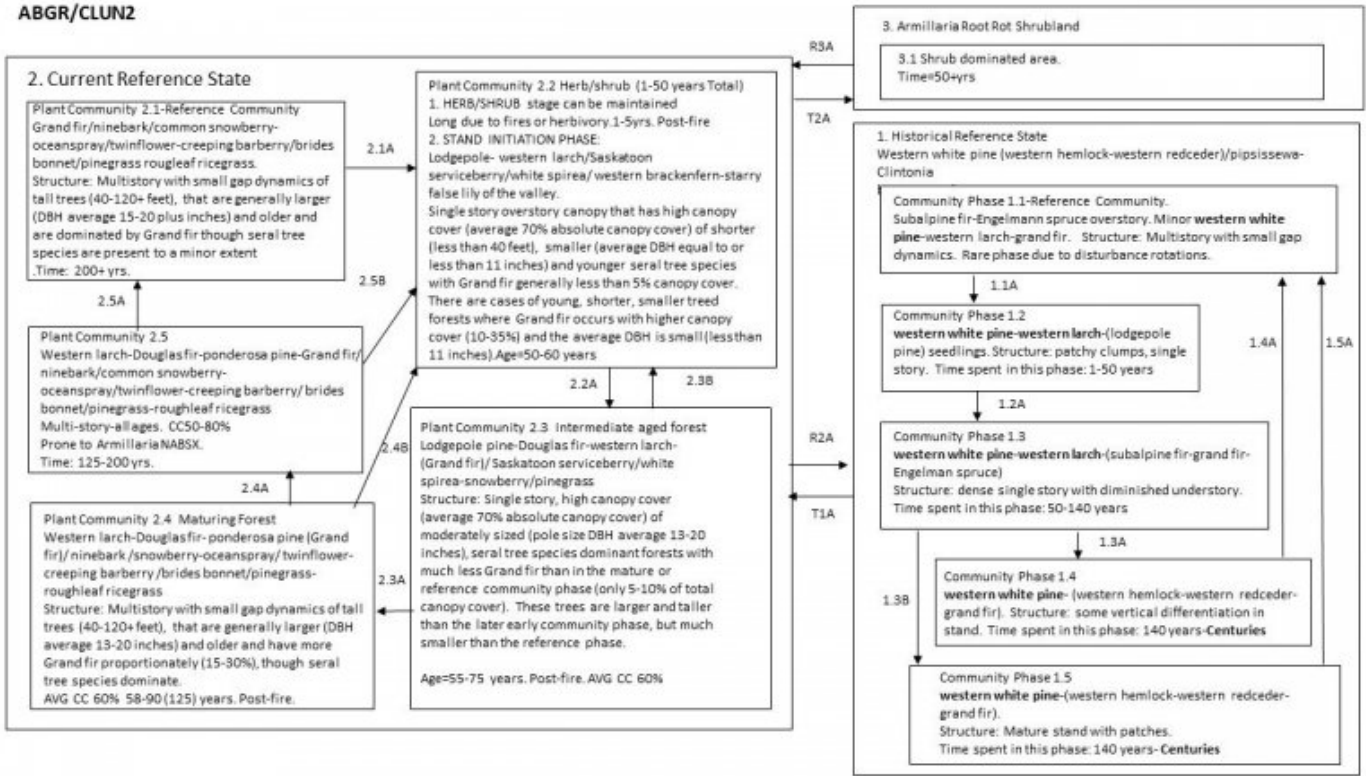 ABGR/CLUN2
2. Current Reference State
Plant Community 2.1-Reference Community
Grand fir/ninebark/common snowberry-
oceanspray/twinflower-creeping barberry/brides
bonnet/pinegrass rougleaf ricegrass.
Structure: Multistory with small gap dynamics of
tall trees (40-120+ feet), that are generally larger
(DBH average 15-20 plus inches) and older and
are dominated by Grand fir though seral tree
species are present to a minor extent
.Time: 200+ yrs.
2.1A
2.5A
2.5B
Plant Community 2.5
Western larch-Douglas fir-ponderosa pine-Grand fir/
ninebark/common snowberry-
oceanspray/twinflower-creeping barberry/ brides
bonnet/pinegrass-roughleaf ricegrass
Multi-story-allages. CC50-80%
Prone to Armillaria NABSX.
Time: 125-200 yrs.
2.4A
2.4B
Plant Community 2.4 Maturing Forest
Western larch-Douglas fir- ponderosa pine (Grand
fir)/ ninebark /snowberry-oceanspray/ twinflower-
creeping barberry /brides bonnet/pinegrass-
roughleaf ricegrass
Structure: Multistory with small gap dynamics of tall
trees (40-120+ feet), that are generally larger (DBH
average 13-20 inches) and older and have more
Grand fir proportionately (15-30%), though seral
tree species dominate.
AVG CC 60% 58-90 (125) years. Post-fire.
2.3A
Plant Community 2.2 Herb/shrub (1-50 years Total)
1. HERB/SHRUB stage can be maintained
Long due to fires or herbivory.1-5yrs. Post-fire
2. STAND INITIATION PHASE:
Lodgepole- western larch/Saskatoon
serviceberry/white spirea/ western brackenfern-starry
false lily of the valley.
Single story overstory canopy that has high canopy
cover (average 70% absolute canopy cover) of shorter
(less than 40 feet), smaller (average DBH equal to or
less than 11 inches) and younger seral tree species
with Grand fir generally less than 5% canopy cover.
There are cases of young, shorter, smaller treed
forests where Grand fir occurs with higher canopy
cover (10-35%) and the average DBH is small (less than
11 inches).Age=50-60 years
2.2A
2.3B
Plant Community 2.3 Intermediate aged forest
Lodgepole pine-Douglas fir-western larch-
(Grand fir)/ Saskatoon serviceberry/white
spirea-snowberry/pinegrass
Structure: Single story, high canopy cover
(average 70% absolute canopy cover) of
moderately sized (pole size DBH average 13-20
inches), seral tree species dominant forests with
much less Grand fir than in the mature or
reference community phase (only 5-10% of total
canopy cover). These trees are larger and taller
than the later early community phase, but much
smaller than the reference phase.
Age=55-75 years. Post-fire. AVG CC 60%
R3A
T2A
R2A
T1A
3. Armillaria Root Rot Shrubland
3.1 Shrub dominated area.
Time=50+yrs
1. Historical Reference State
Western white pine (western hemlock-western redceder)/pipsissewa-
Clintonia
Community Phase 1.1-Reference Community.
Subalpine fir-Engelmann spruce overstory. Minor western white
pine-western larch-grand fir. Structure: Multistory with small gap
dynamics. Rare phase due to disturbance rotations.
1.1A
Community Phase 1.2
western white pine-western larch-(lodgepole
pine) seedlings. Structure: patchy clumps, single
story. Time spent in this phase: 1-50 years
1.4A
1.5A
1.2A
Community Phase 1.3
western white pine-western larch-(subalpine fir-grand fir-
Engelman spruce)
Structure: dense single story with diminished understory.
Time spent in this phase: 50-140 years
1.3A
1.3B
Community Phase 1.4
western white pine- (western hemlock-western redceder-
grand fir). Structure: some vertical differentiation in
stand. Time spent in this phase: 140 years-Centuries
Community Phase 1.5
western white pine-(western hemlock-western redceder-
grand fir).
Structure: Mature stand with patches.
Time spent in this phase: 140 years- Centuries